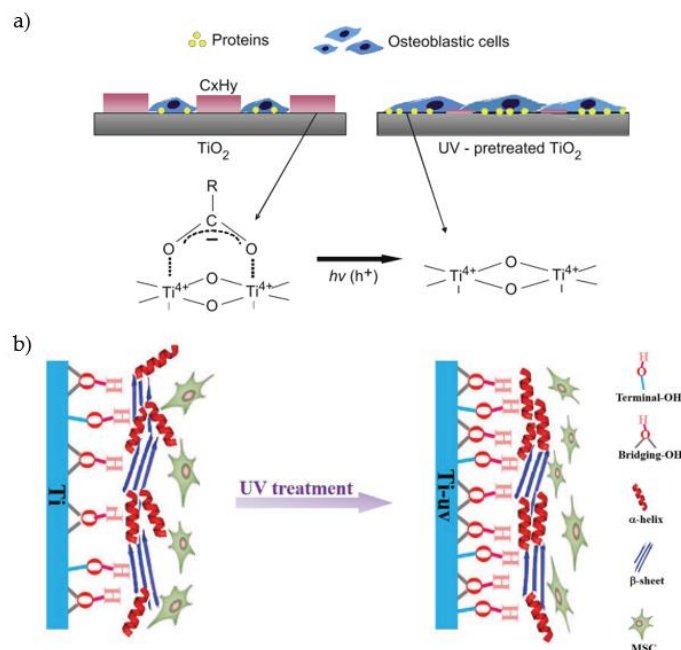 a)
Proteins
Osteoblastic cells
CxHy
TiO2
UV - pretreated TiO2
R
C
O
O
−
Ti4+
O
Ti4+
O
hv (h+)
Ti4+
O
Ti4+
O
b)
Ti
O H
O H
O H
O H
O H
O H
UV treatment
Ti-uv
O H
O H
O H
O H
O H
O H
O H
O H
H
O
Terminal-OH
H
O
Bridging-OH
α-helix
β-sheet
MSC